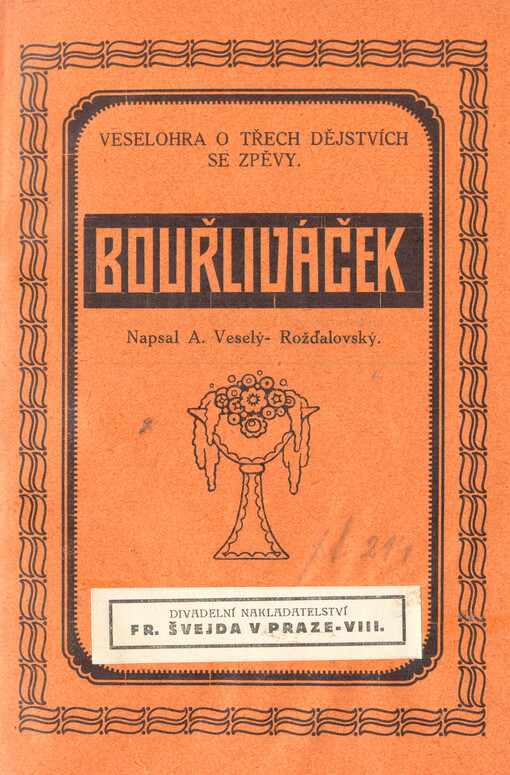 VESELOHRA O TŘECH DĚJSTVÍCH
SE ZPĚVY.
BOUŘLIVÁČEK
Napsal A. Veselý- Rožďalovský.
DIVADELNÍ NAKLADATELSTVÍ
FR. ŠVEJDA V PRAZE-VIII.